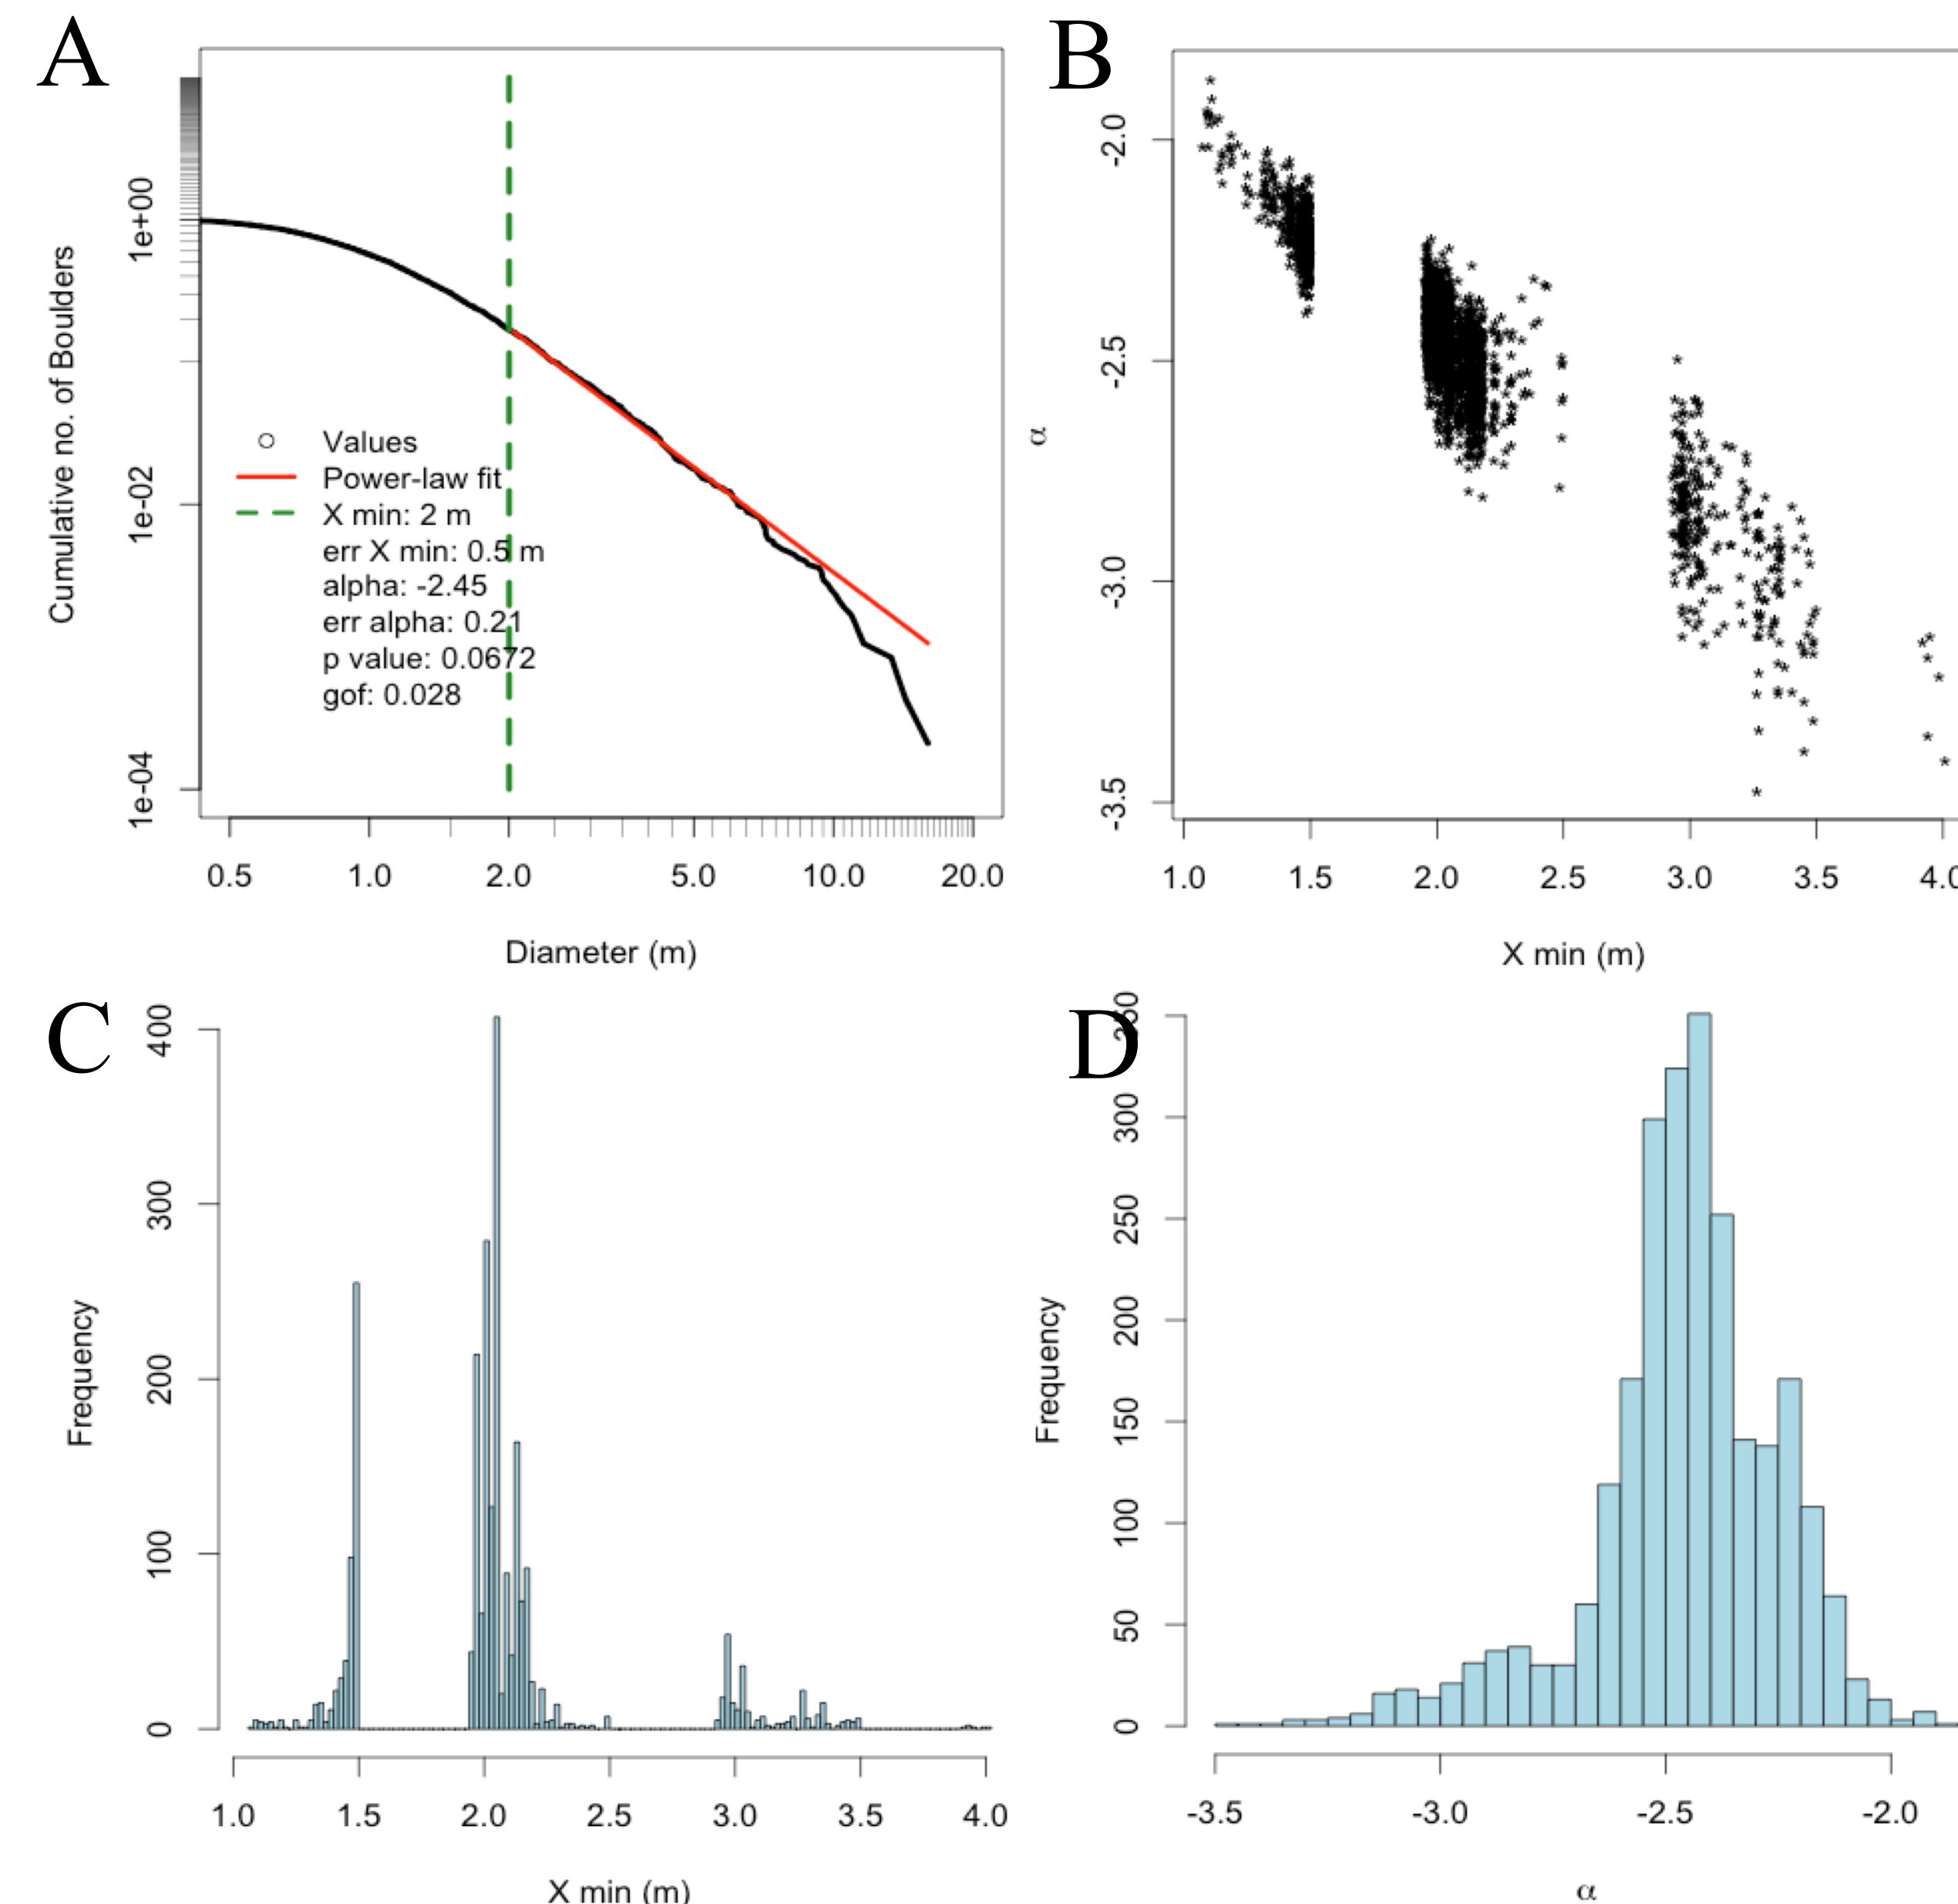 A
Cumulative no. of Boulders
1e+00
1e-02
1e-04
Values
Power-law fit
X min: 2 m
err X min: 0.5 m
alpha: -2.45
err alpha: 0.21
p value: 0.0672
gof: 0.028
0.5 1.0 2.0 5.0 10.0 20.0
Diameter (m)
B
α
-2.0
-2.5
-3.0
-3.5
1.0 1.5 2.0 2.5 3.0 3.5
X min (m)
C
Frequency
400
300
200
100
0
1.0 1.5 2.0 2.5 3.0 3.5 4.0
X min (m)
D
Frequency
300
250
200
150
100
50
0
-3.5 -3.0 -2.5 -2.0
α